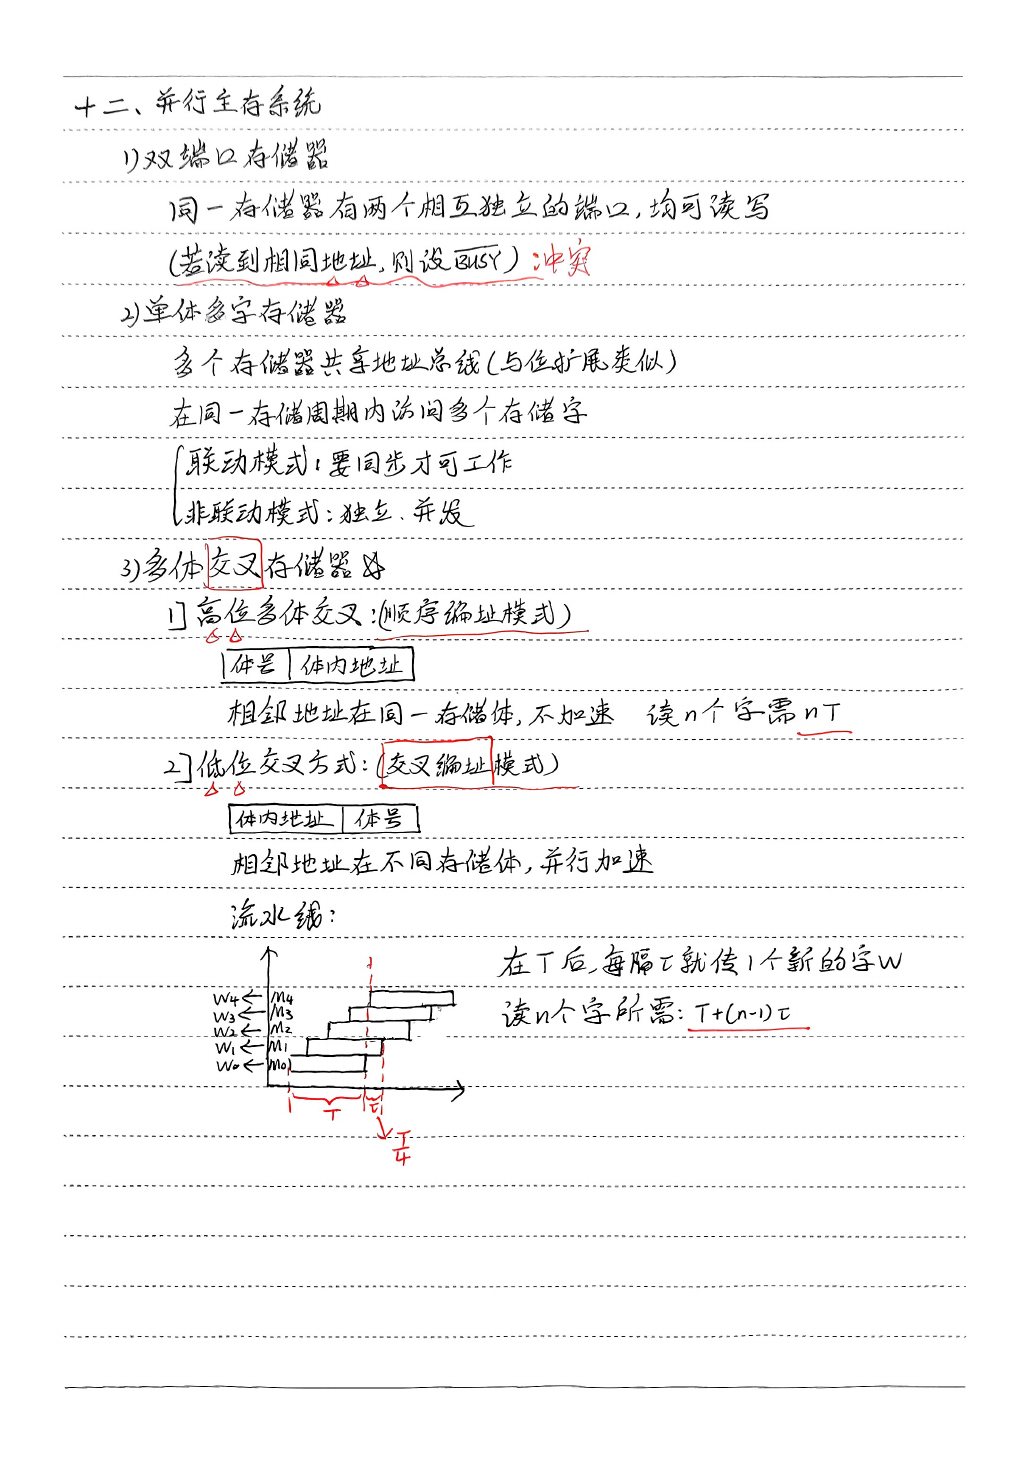 十二、并行主存系统
1)双端口存储器
同一存储器有两个相互独立的端口,均可读写
(若读到相同地址,则设BUSY):冲突
2)单体多字存储器
多个存储器共享地址总线(与位扩展类似)
在同一存储周期内访问多个存储字
联动模式:要同步才可工作
非联动模式:独立、并发
3)多体交叉存储器☆
1]高位多体交叉:(顺序编址模式)
体号 体内地址
相邻地址在同一存储体,不加速 读n个字需nT
2]低位交叉方式:(交叉编址模式)
体内地址 体号
相邻地址在不同存储体,并行加速
流水线:
在T后,每隔τ就传1个新的字W
读n个字所需:T+(n-1)τ
W4←M4
W3←M3
W2←M2
W1←M1
W0←M0
T τ
T/4